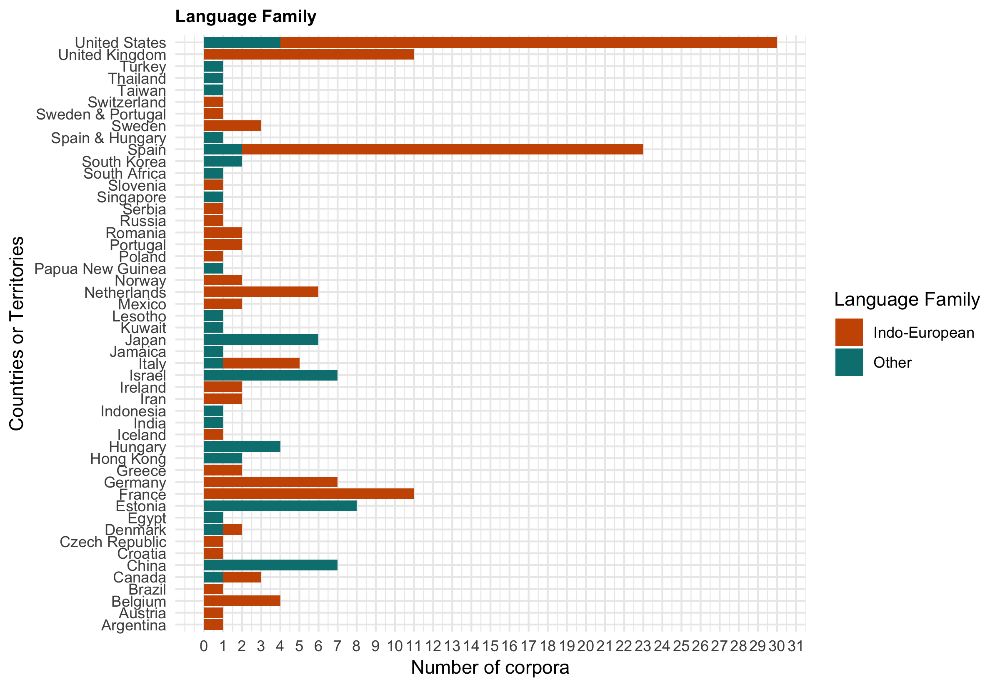 Language Family
United States
United Kingdom
Turkey
Thailand
Taiwan
Switzerland
Sweden & Portugal
Sweden
Spain & Hungary
Spain
South Korea
South Africa
Slovenia
Singapore
Serbia
Russia
Romania
Portugal
Poland
Papua New Guinea
Norway
Netherlands
Mexico
Lesotho
Kuwait
Japan
Jamaica
Italy
Israel
Ireland
Iran
Indonesia
India
Iceland
Hungary
Hong Kong
Greece
Germany
France
Estonia
Egypt
Denmark
Czech Republic
Croatia
China
Canada
Brazil
Belgium
Austria
Argentina
Countries or Territories
0 1 2 3 4 5 6 7 8 9 10 11 12 13 14 15 16 17 18 19 20 21 22 23 24 25 26 27 28 29 30 31
Number of corpora
Language Family
Indo-European
Other